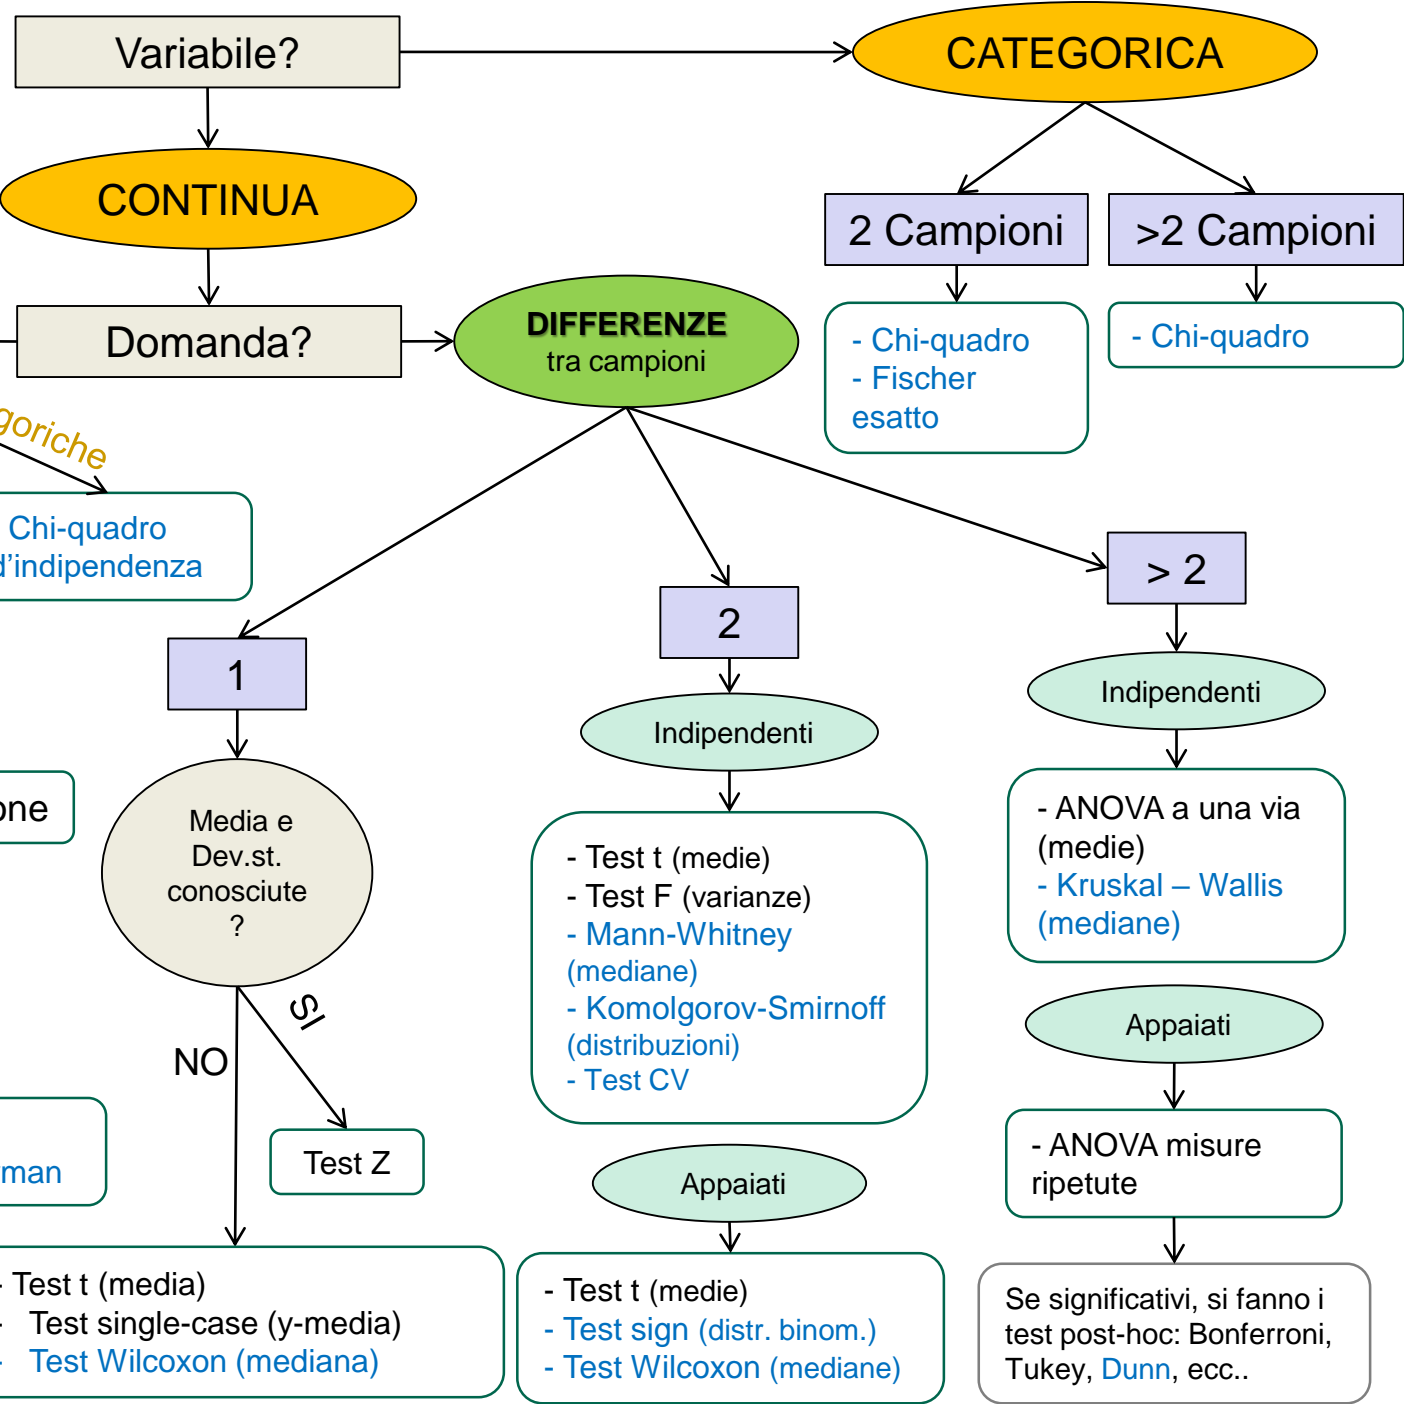 Variabile?
CATEGORICA
CONTINUA
2 Campioni
>2 Campioni
Domanda?
DIFFERENZE
tra campioni
- Chi-quadro
- Fischer
esatto
- Chi-quadro
goriche
Chi-quadro
d'indipendenza
1
2
> 2
Indipendenti
Indipendenti
one
Media e
Dev.st.
conosciute
?
- Test t (medie)
- Test F (varianze)
- Mann-Whitney
(mediane)
- Komolgorov-Smirnoff
(distribuzioni)
- Test CV
- ANOVA a una via
(medie)
- Kruskal – Wallis
(mediane)
SI
NO
Test Z
rman
Appaiati
Appaiati
- ANOVA misure
ripetute
- Test t (media)
- Test single-case (y-media)
- Test Wilcoxon (mediana)
- Test t (medie)
- Test sign (distr. binom.)
- Test Wilcoxon (mediane)
Se significativi, si fanno i
test post-hoc: Bonferroni,
Tukey, Dunn, ecc..